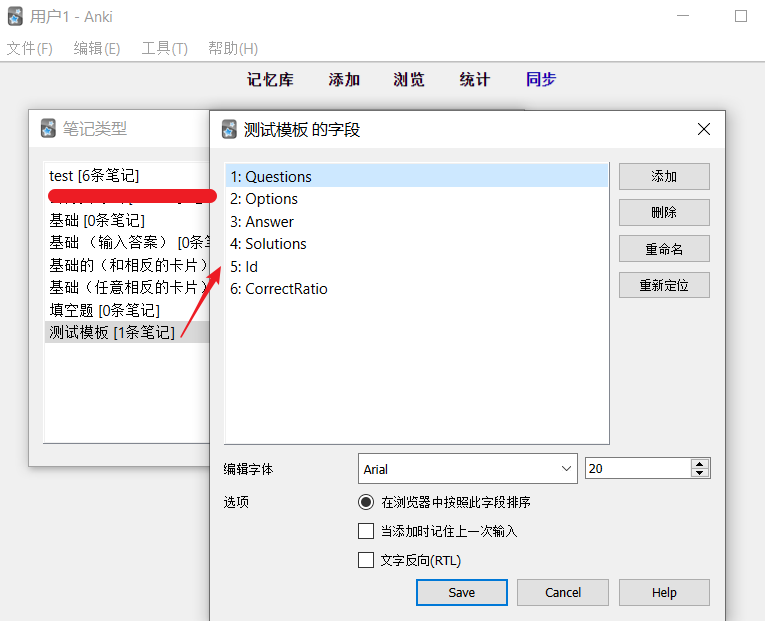 用户1 - Anki
文件(F) 编辑(E) 工具(T) 帮助(H)
记忆库 添加 浏览 统计 同步
笔记类型
test [6条笔记]
基础 [0条笔记]
基础 （输入答案） [0条
基础的（和相反的卡片）
基础（任意相反的卡片）
填空题 [0条笔记]
测试模板 [1条笔记]
测试模板 的字段
1: Questions
2: Options
3: Answer
4: Solutions
5: Id
6: CorrectRatio
添加
删除
重命名
重新定位
编辑字体 Arial 20
选项 在浏览器中按照此字段排序
当添加时记住上一次输入
文字反向(RTL)
Save Cancel Help